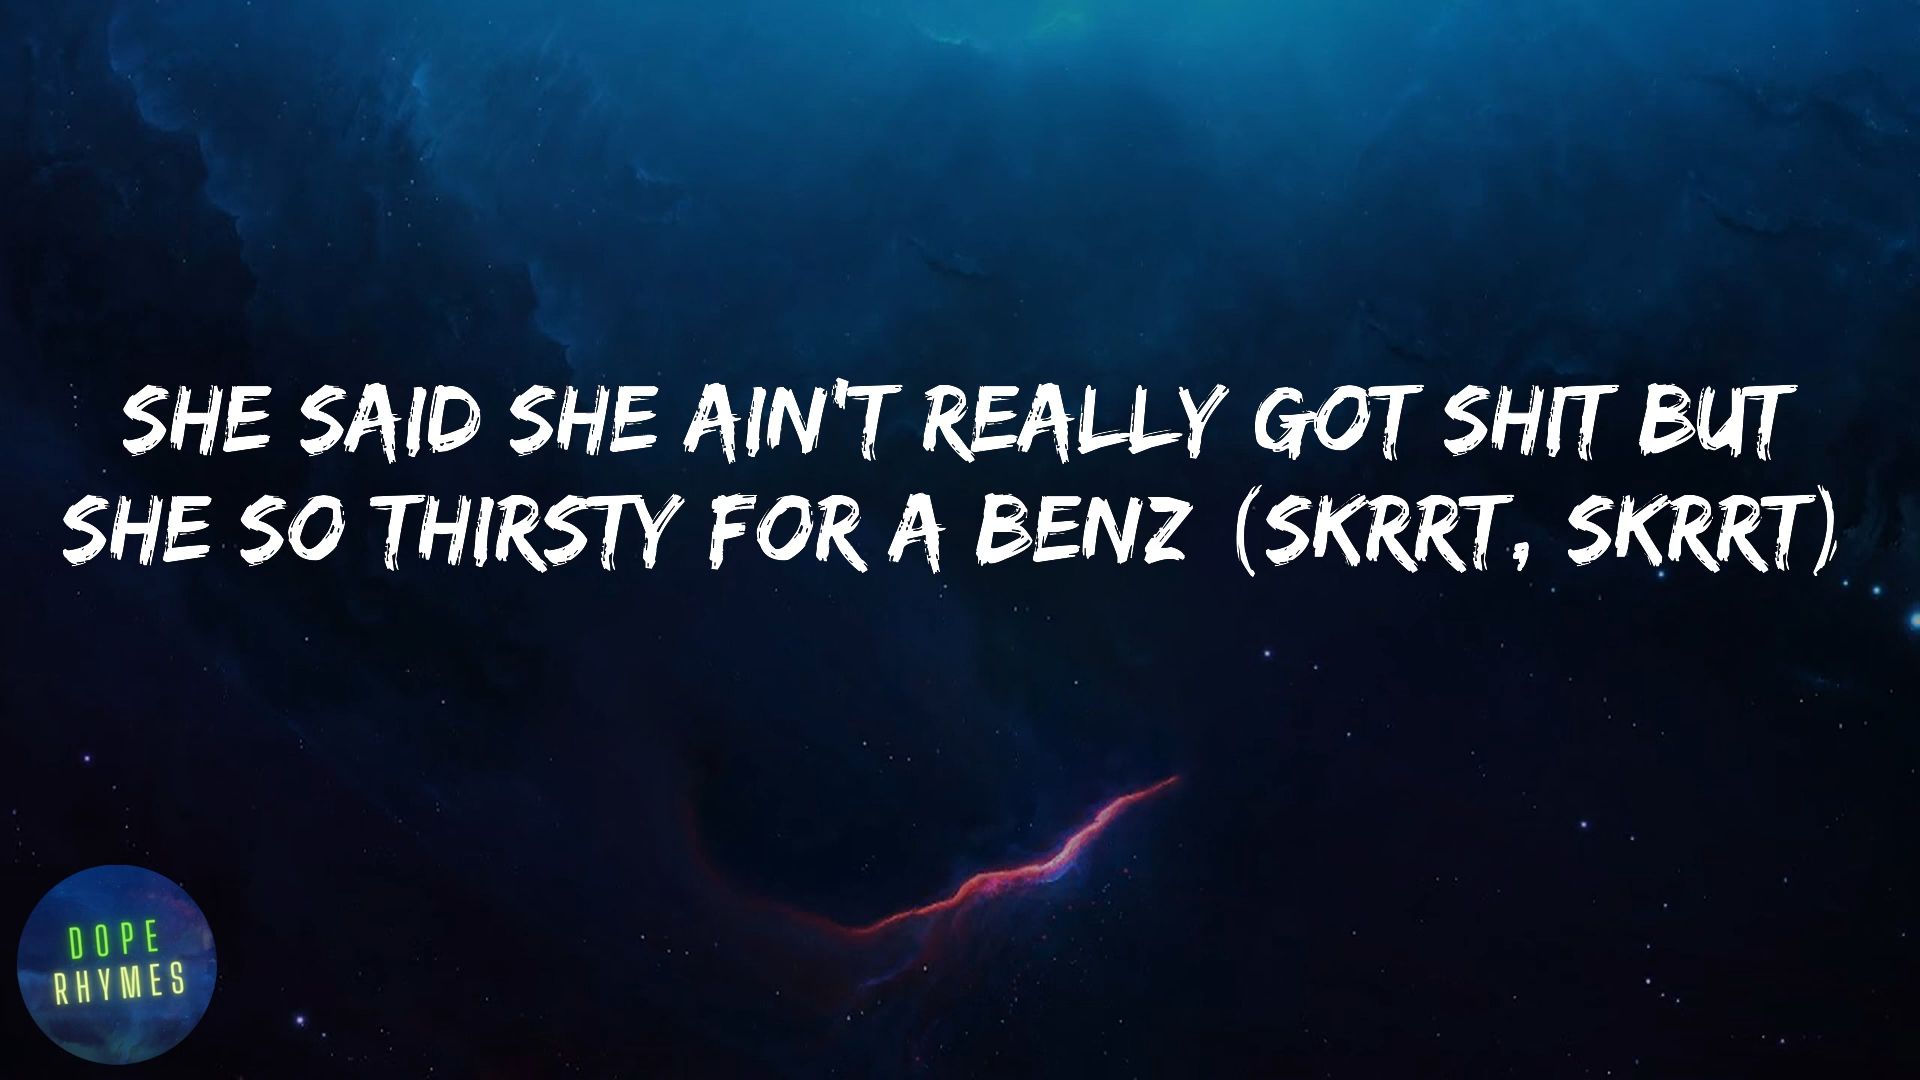 SHE SAID SHE AIN'T REALLY GOT SHIT BUT
SHE SO THIRSTY FOR A BENZ (SKRRT, SKRRT)
DOPE
RHYMES